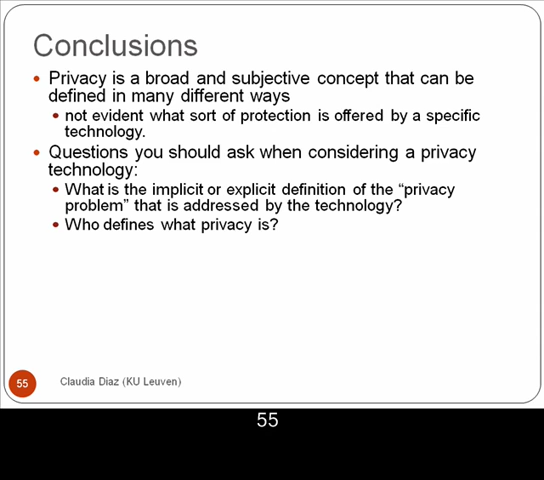 Conclusions
• Privacy is a broad and subjective concept that can be
defined in many different ways
• not evident what sort of protection is offered by a specific
technology.
• Questions you should ask when considering a privacy
technology:
• What is the implicit or explicit definition of the “privacy
problem” that is addressed by the technology?
• Who defines what privacy is?
55
Claudia Diaz (KU Leuven)
55